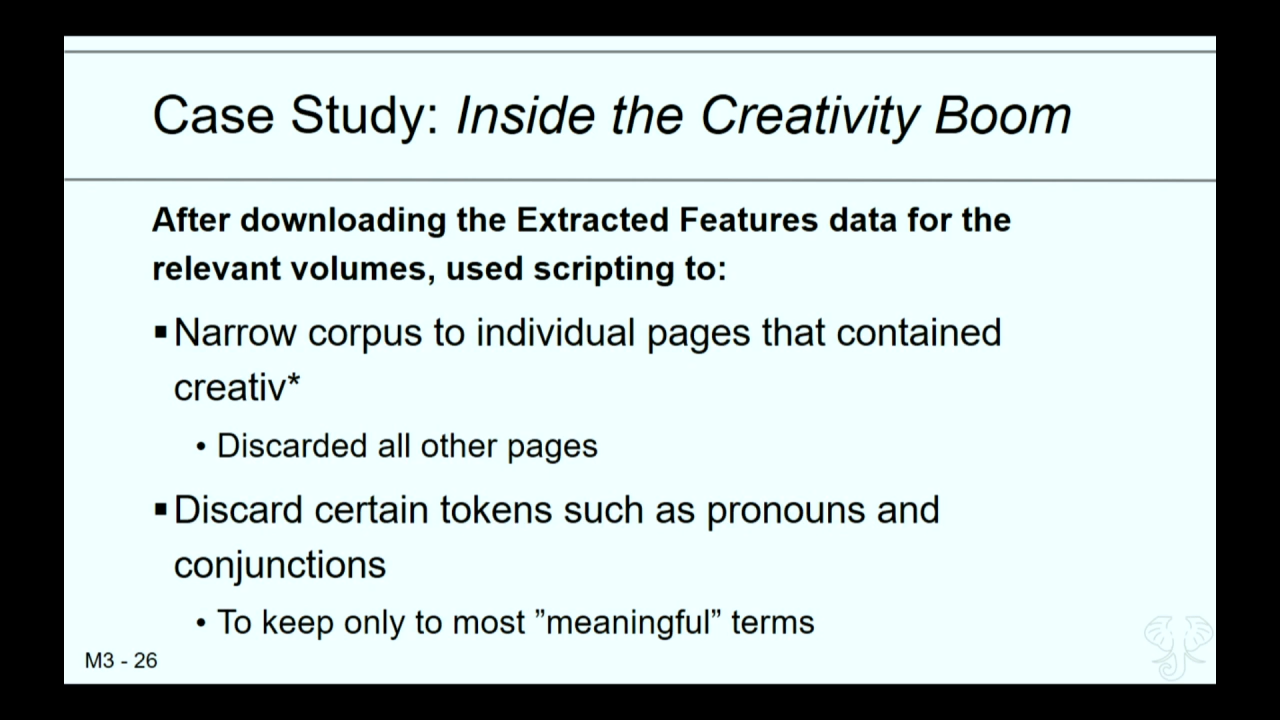 Case Study: Inside the Creativity Boom
After downloading the Extracted Features data for the
relevant volumes, used scripting to:
▪Narrow corpus to individual pages that contained
creativ*
• Discarded all other pages
▪Discard certain tokens such as pronouns and
conjunctions
• To keep only to most ”meaningful” terms
M3 - 26